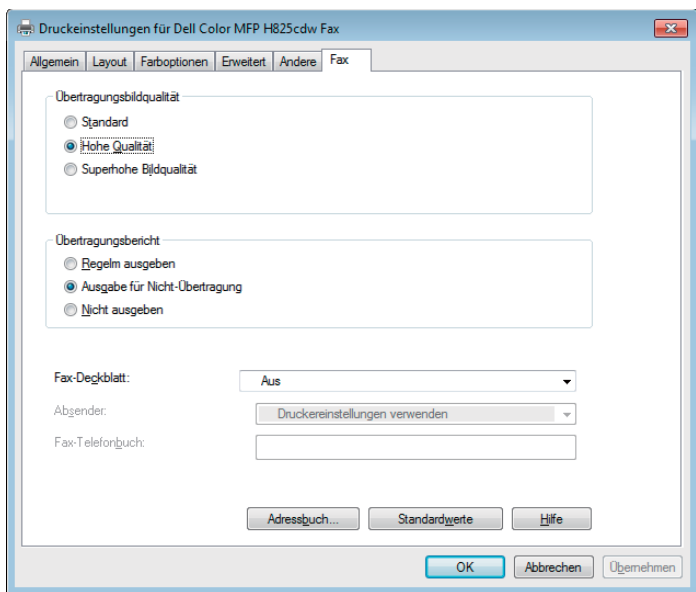 Druckeinstellungen für Dell Color MFP H825cdw Fax
Allgemein Layout Farboptionen Erweitert Andere Fax
Übertragungsbildqualität
Standard
Hohe Qualität
Superhohe Bildqualität
Übertragungsbericht
Regelm ausgeben
Ausgabe für Nicht-Übertragung
Nicht ausgeben
Fax-Deckblatt: Aus
Absender: Druckereinstellungen verwenden
Fax-Telefonbuch:
Adressbuch... Standardwerte Hilfe
OK Abbrechen Übernehmen